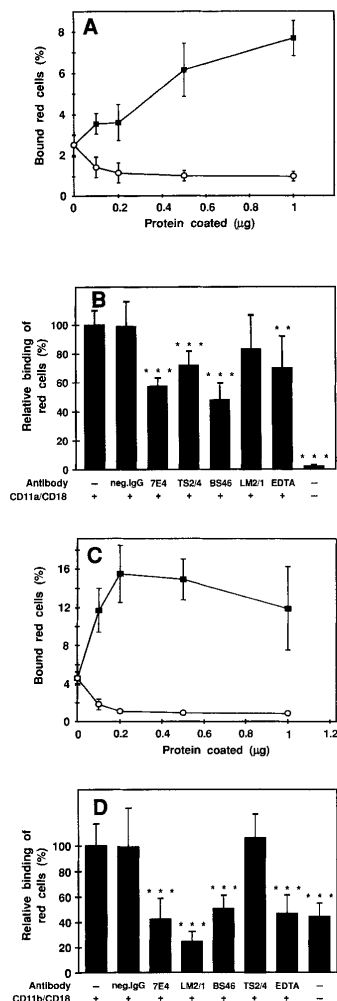 A
Bound red cells (%)
8
6
4
2
0
0 0.2 0.4 0.6 0.8 1
Protein coated (µg)
B
Relative binding of
red cells (%)
100
80
60
40
20
0
* * *
* * *
* * *
* *
* * *
Antibody – neg.IgG 7E4 TS2/4 BS46 LM2/1 EDTA –
CD11a/CD18 + + + + + + + –
C
Bound red cells (%)
16
12
8
4
0
0 0.2 0.4 0.6 0.8 1 1.2
Protein coated (µg)
D
Relative binding of
red cells (%)
100
80
60
40
20
0
* * *
* * *
* * *
* * *
* * *
Antibody – neg.IgG 7E4 LM2/1 BS46 TS2/4 EDTA –
CD11b/CD18 + + + + + + + –